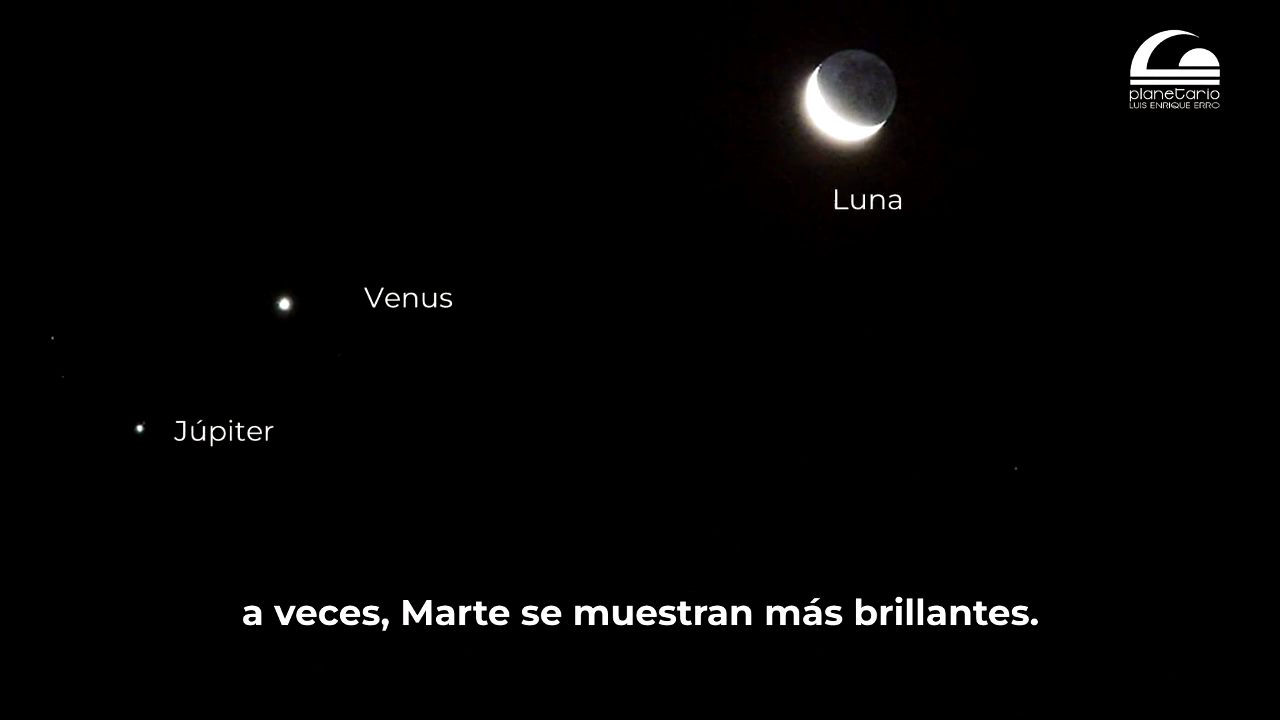 planetario
LUIS ENRIQUE ERRO
Luna
Venus
Júpiter
a veces, Marte se muestran más brillantes.